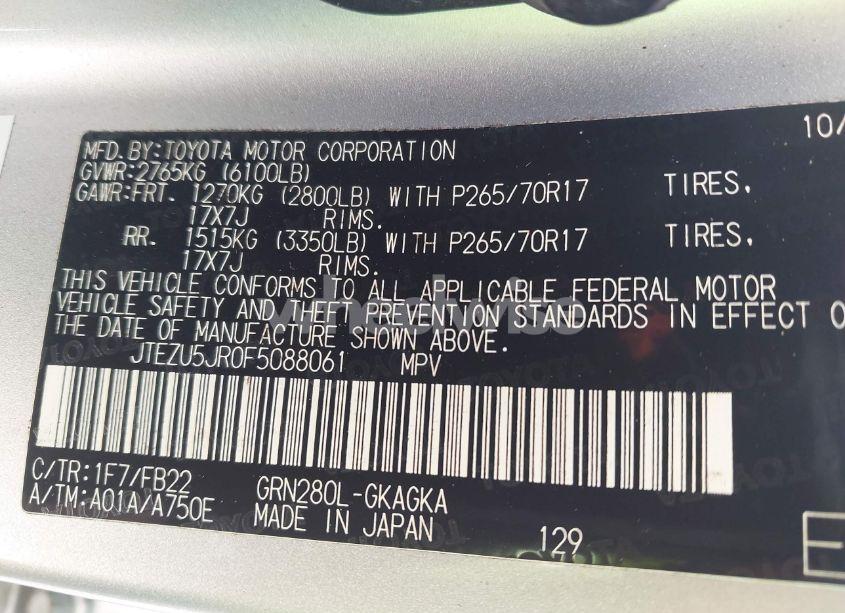 10/
MFD.BY:TOYOTA MOTOR CORPORATION
GVWR:2765KG (6100LB)
GAWR:FRT. 1270KG (2800LB) WITH P265/70R17 TIRES,
17X7J RIMS.
RR. 1515KG (3350LB) WITH P265/70R17 TIRES,
17X7J RIMS.
THIS VEHICLE CONFORMS TO ALL APPLICABLE FEDERAL MOTOR
VEHICLE SAFETY AND THEFT PREVENTION STANDARDS IN EFFECT O
THE DATE OF MANUFACTURE SHOWN ABOVE.
JTEZU5JR0F5088061 MPV
C/TR:1F7/FB22
A/TM:A01A/A750E
GRN280L-GKAGKA
MADE IN JAPAN
129
E